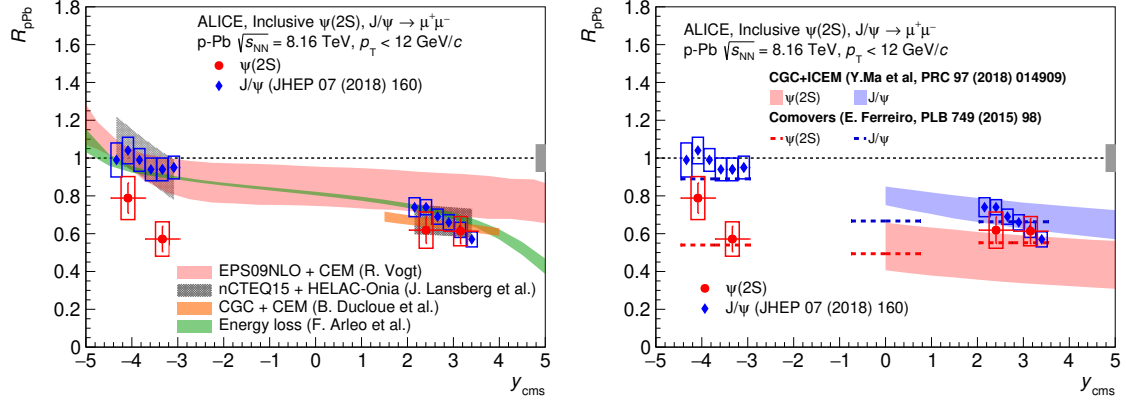 R_pPb
ALICE, Inclusive ψ(2S), J/ψ → μ⁺μ⁻
p-Pb √s_NN = 8.16 TeV, p_T < 12 GeV/c
ψ(2S)
J/ψ (JHEP 07 (2018) 160)
EPS09NLO + CEM (R. Vogt)
nCTEQ15 + HELAC-Onia (J. Lansberg et al.)
CGC + CEM (B. Ducloue et al.)
Energy loss (F. Arleo et al.)
1.8
1.6
1.4
1.2
1
0.8
0.6
0.4
0.2
0
−5 −4 −3 −2 −1 0 1 2 3 4 5
y_cms
R_pPb
ALICE, Inclusive ψ(2S), J/ψ → μ⁺μ⁻
p-Pb √s_NN = 8.16 TeV, p_T < 12 GeV/c
CGC+ICEM (Y.Ma et al, PRC 97 (2018) 014909)
ψ(2S) J/ψ
Comovers (E. Ferreiro, PLB 749 (2015) 98)
ψ(2S) J/ψ
ψ(2S)
J/ψ (JHEP 07 (2018) 160)
1.8
1.6
1.4
1.2
1
0.8
0.6
0.4
0.2
0
−5 −4 −3 −2 −1 0 1 2 3 4 5
y_cms